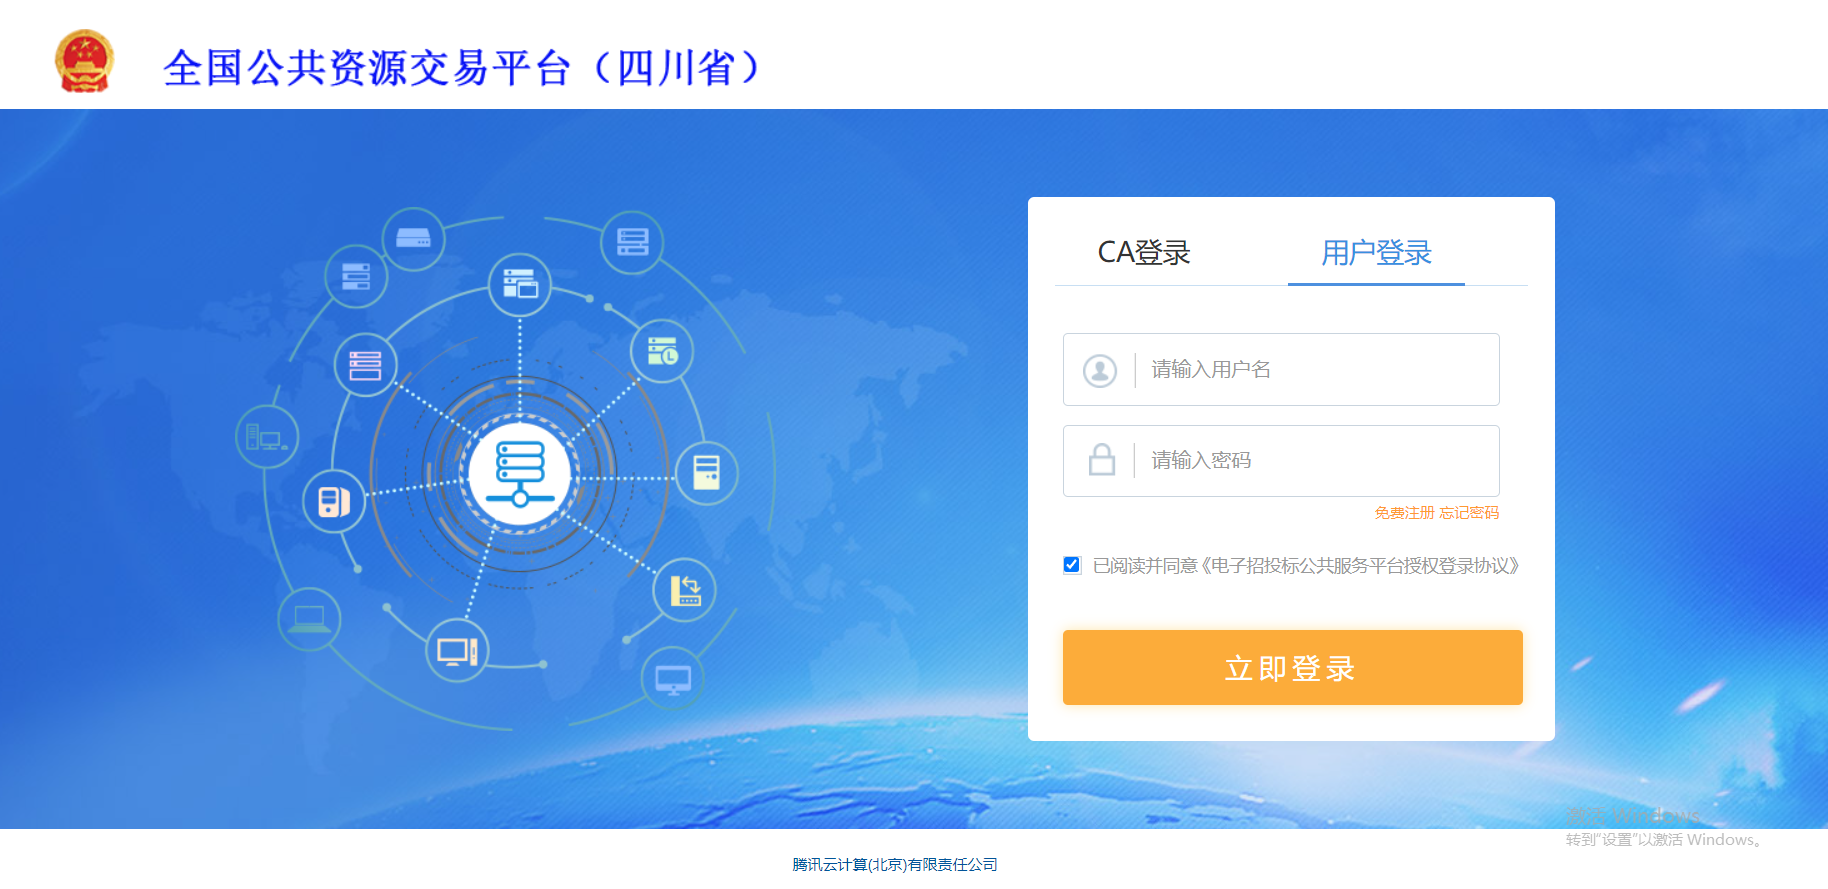 全国公共资源交易平台（四川省）
CA登录
用户登录
请输入用户名
请输入密码
免费注册 忘记密码
已阅读并同意《电子招投标公共服务平台授权登录协议》
立即登录
激活 Windows
转到“设置”以激活 Windows。
腾讯云计算(北京)有限责任公司